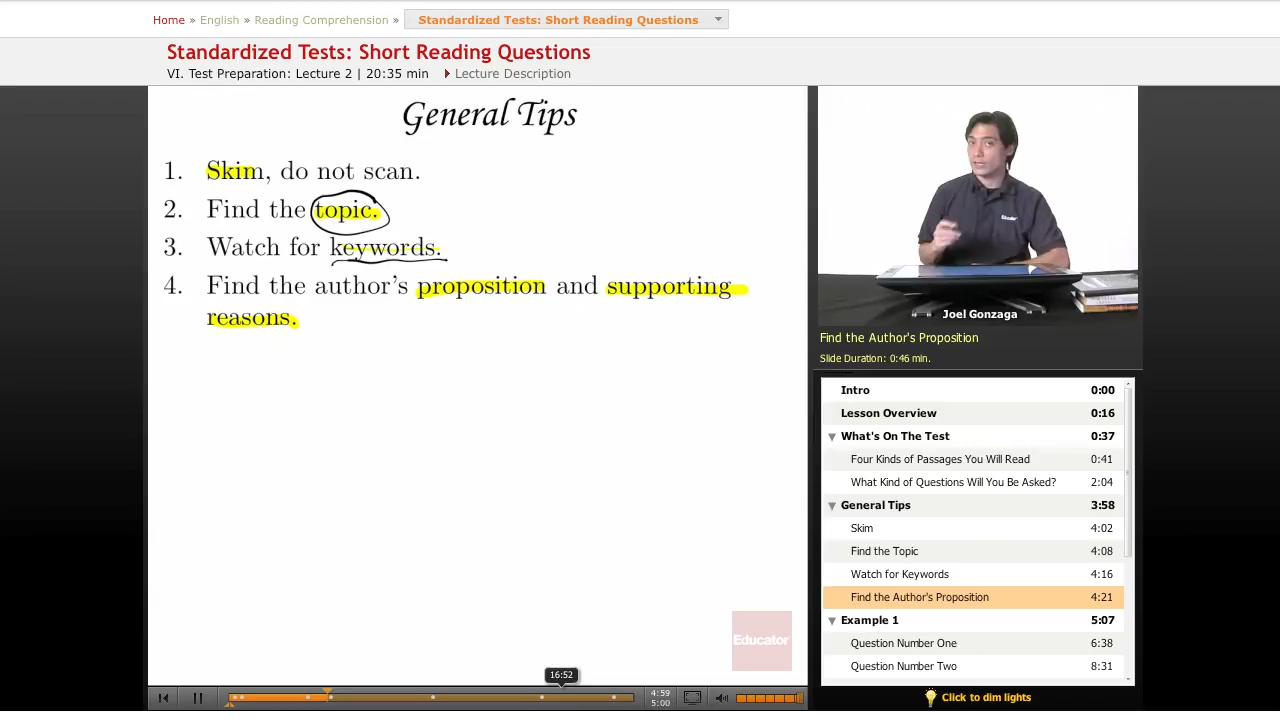 Home » English » Reading Comprehension » Standardized Tests: Short Reading Questions
Standardized Tests: Short Reading Questions
VI. Test Preparation: Lecture 2 | 20:35 min Lecture Description
General Tips
1. Skim, do not scan.
2. Find the topic.
3. Watch for keywords.
4. Find the author's proposition and supporting
reasons.
Educator
16:52
4:59
5:00
Educator
Joel Gonzaga
Find the Author's Proposition
Slide Duration: 0:46 min.
Intro 0:00
Lesson Overview 0:16
What's On The Test 0:37
Four Kinds of Passages You Will Read 0:41
What Kind of Questions Will You Be Asked? 2:04
General Tips 3:58
Skim 4:02
Find the Topic 4:08
Watch for Keywords 4:16
Find the Author's Proposition 4:21
Example 1 5:07
Question Number One 6:38
Question Number Two 8:31
Click to dim lights